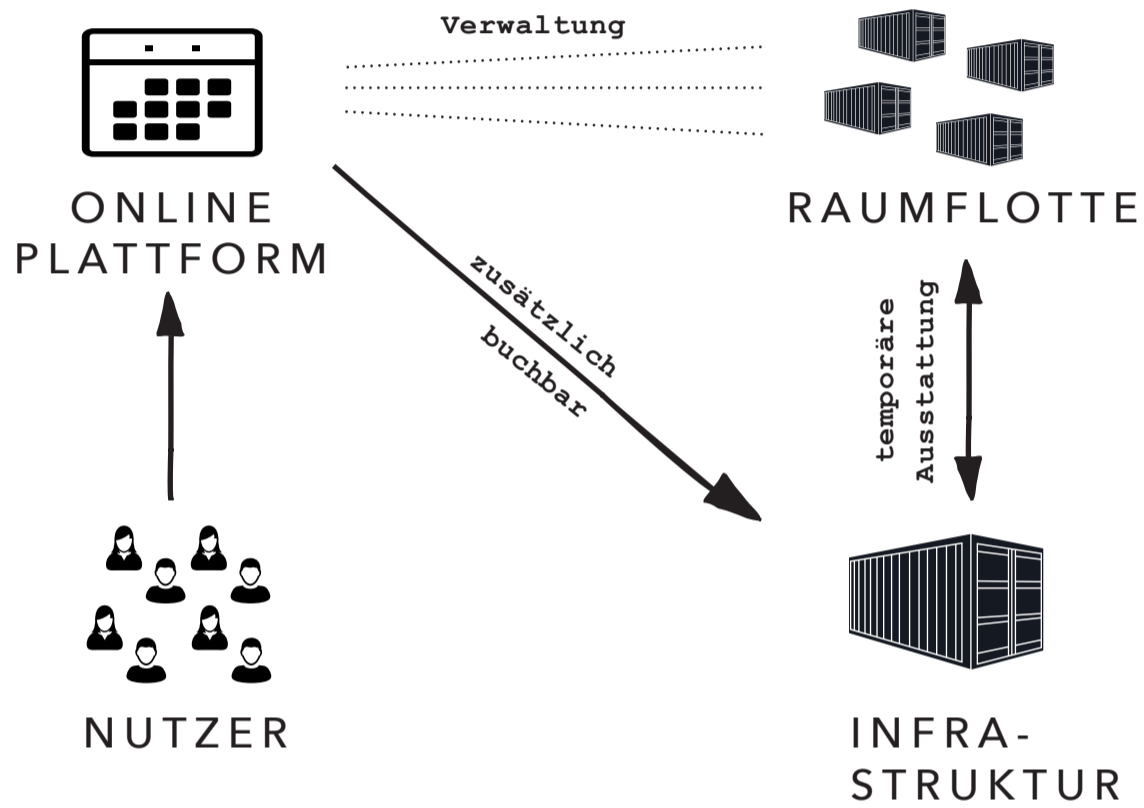 Verwaltung
ONLINE
PLATTFORM
RAUMFLOTTE
zusätzlich
buchbar
temporäre
Ausstattung
NUTZER
INFRA-
STRUKTUR